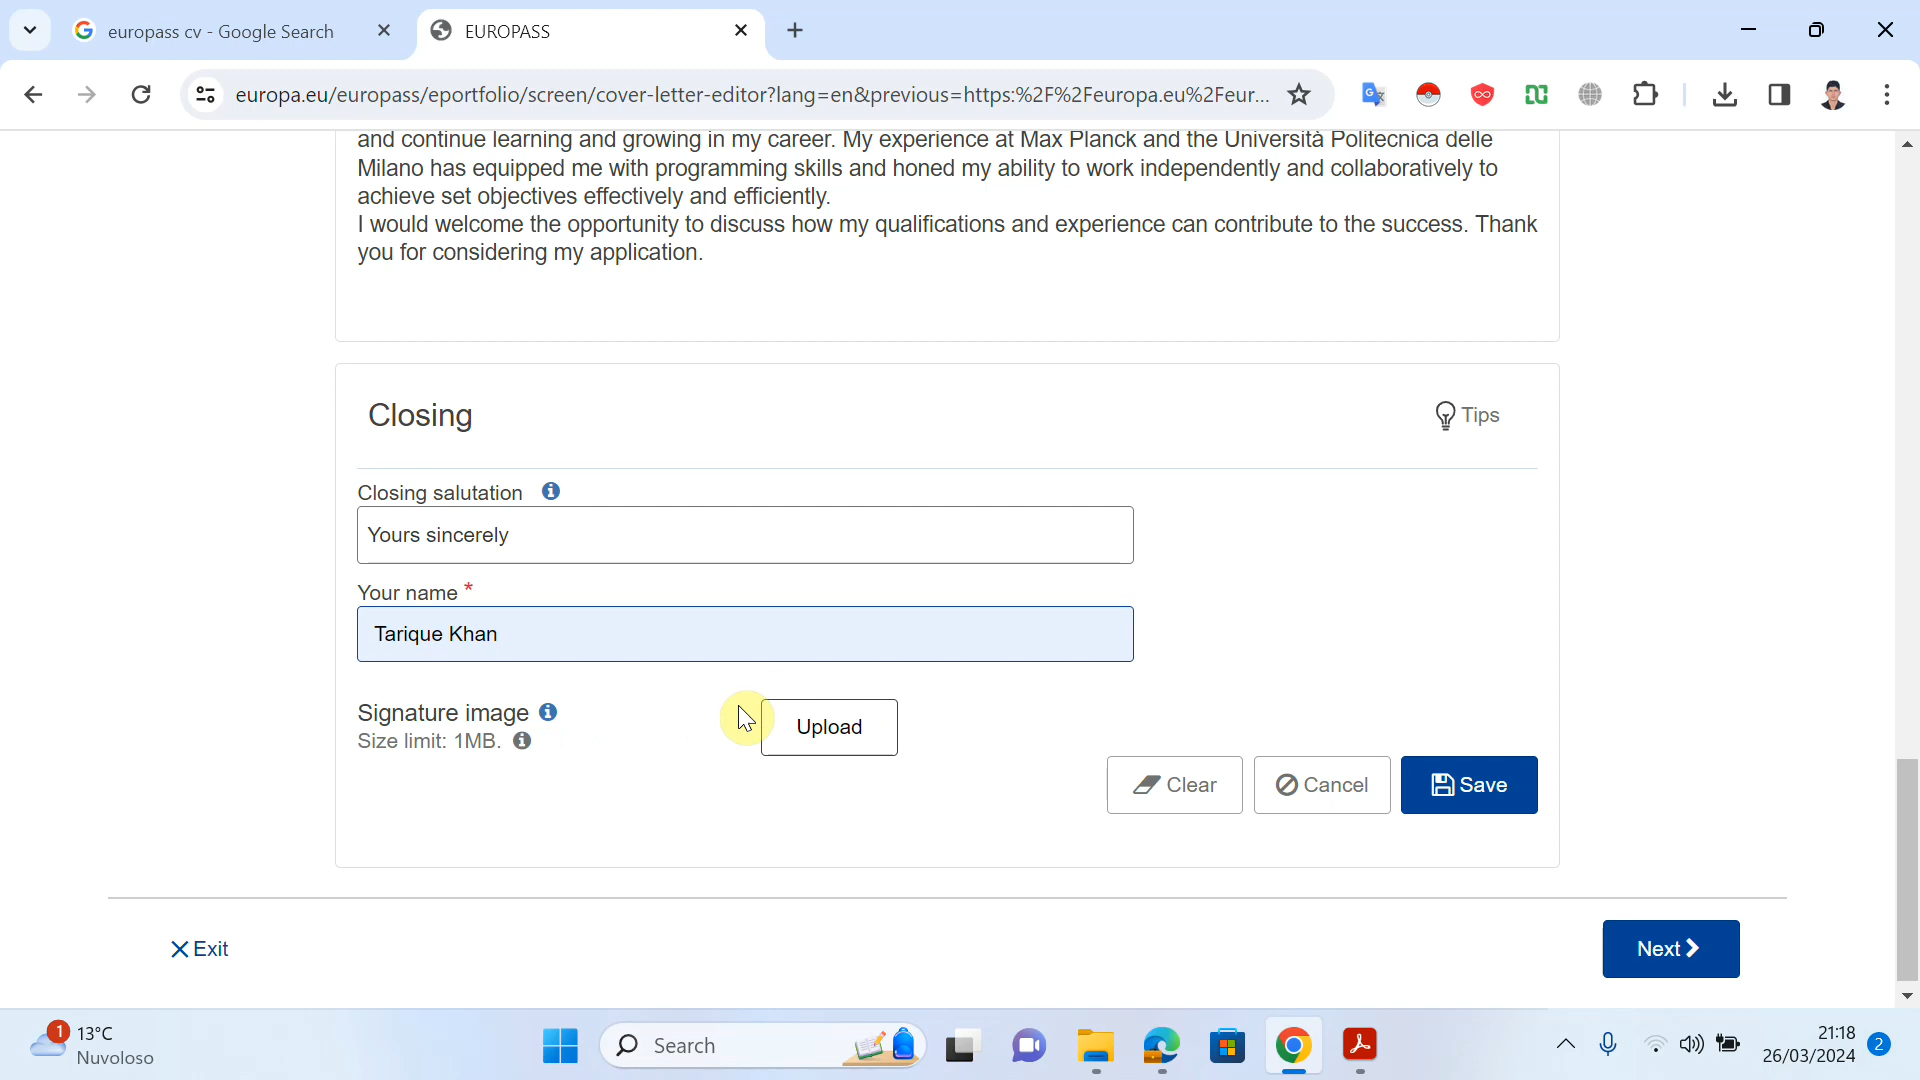 europass cv - Google Search
EUROPASS
europa.eu/europass/eportfolio/screen/cover-letter-editor?lang=en&previous=https:%2F%2Feuropa.eu%2Feur...
and continue learning and growing in my career. My experience at Max Planck and the Università Politecnica delle
Milano has equipped me with programming skills and honed my ability to work independently and collaboratively to
achieve set objectives effectively and efficiently.
I would welcome the opportunity to discuss how my qualifications and experience can contribute to the success. Thank
you for considering my application.
Closing
Tips
Closing salutation
Yours sincerely
Your name *
Tarique Khan
Signature image
Size limit: 1MB.
Upload
Clear
Cancel
Save
Exit
Next
1
13°C
Nuvoloso
Search
21:18
26/03/2024
2